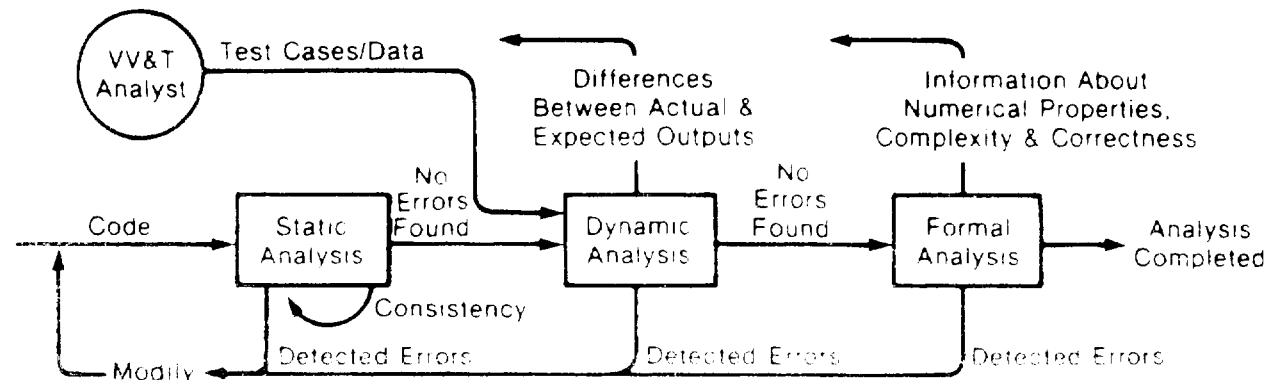 VV&T
Analyst
Test Cases/Data
Differences
Between Actual &
Expected Outputs
Information About
Numerical Properties,
Complexity & Correctness
Code
Static
Analysis
No
Errors
Found
Dynamic
Analysis
No
Errors
Found
Formal
Analysis
Analysis
Completed
Consistency
Modify
Detected Errors
Detected Errors
Detected Errors